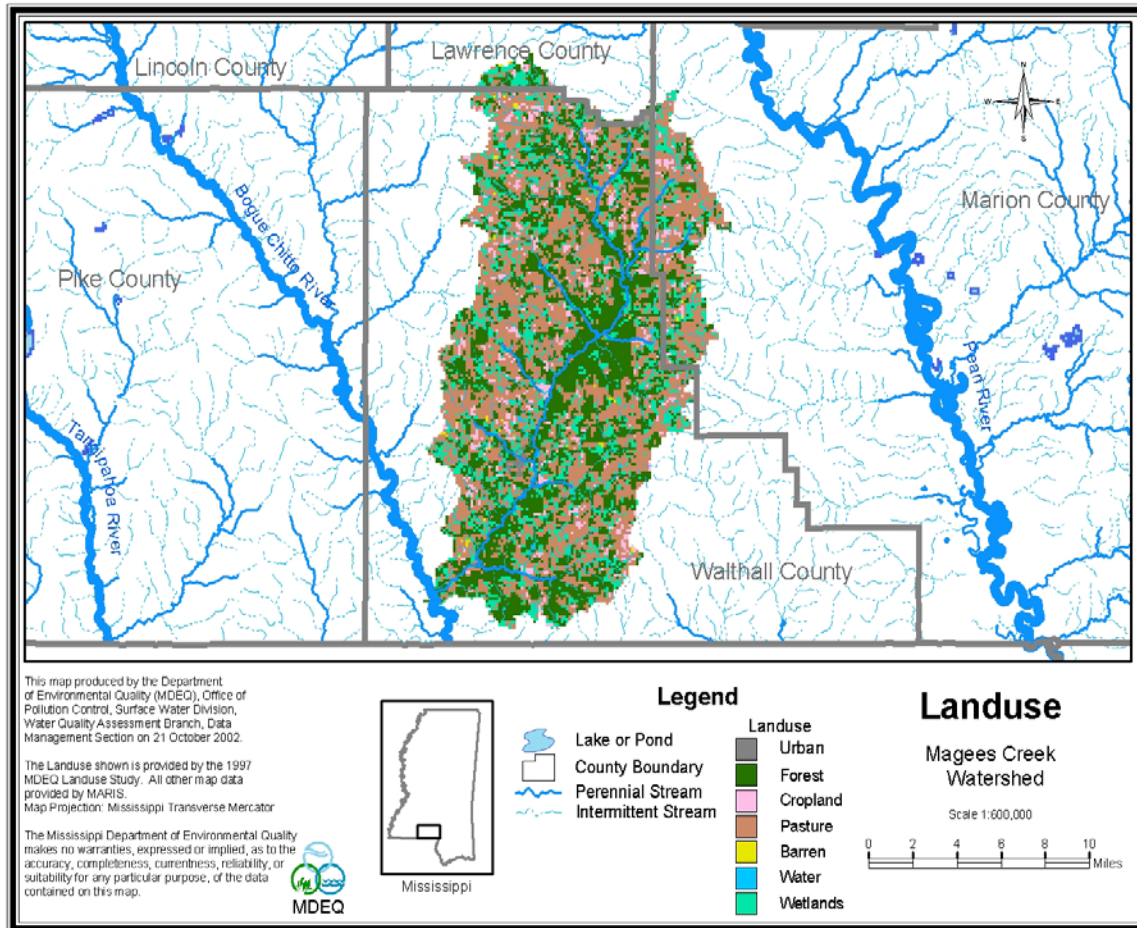 Lawrence County
Lincoln County
N
W E
S
Marion County
Bogue Chitto River
Pike County
Pearl River
Tangipahoa River
Walthall County
This map produced by the Department
of Environmental Quality (MDEQ), Office of
Pollution Control, Surface Water Division,
Water Quality Assessment Branch, Data
Management Section on 21 October 2002.
The Landuse shown is provided by the 1997
MDEQ Landuse Study. All other map data
provided by MARIS.
Map Projection: Mississippi Transverse Mercator
The Mississippi Department of Environmental Quality
makes no warranties, expressed or implied, as to the
accuracy, completeness, currentness, reliability, or
suitability for any particular purpose, of the data
contained on this map.
MDEQ
Mississippi
Legend
Lake or Pond
County Boundary
Perennial Stream
Intermittent Stream
Landuse
Urban
Forest
Cropland
Pasture
Barren
Water
Wetlands
Landuse
Magees Creek
Watershed
Scale 1:600,000
0 2 4 6 8 10
Miles